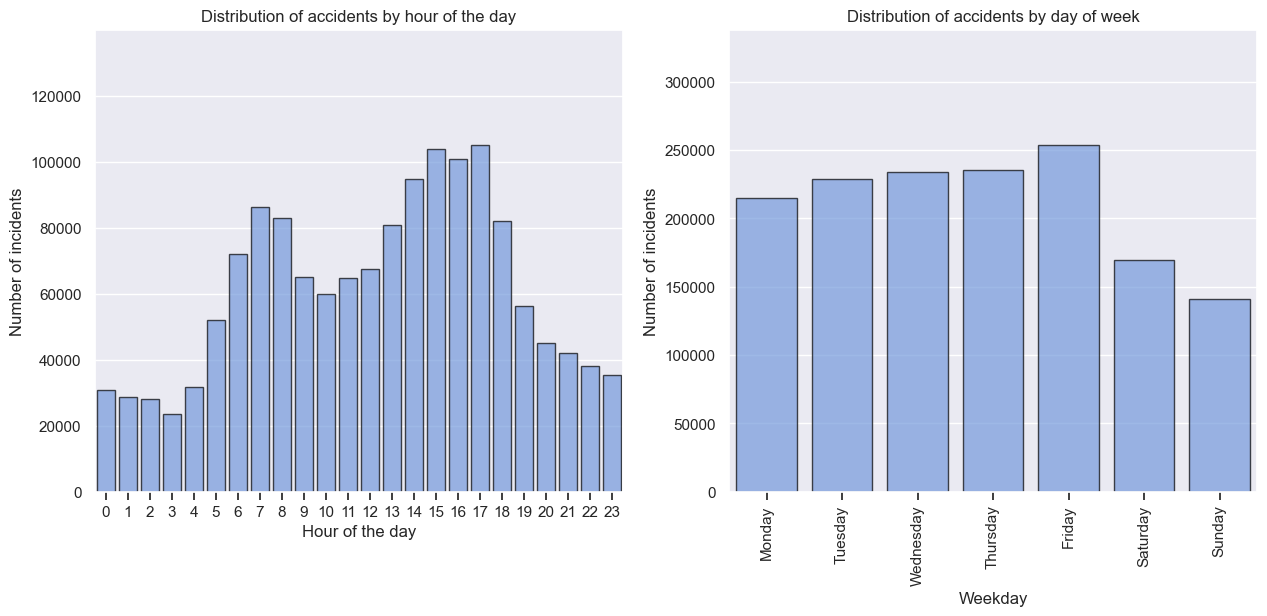 Distribution of accidents by hour of the day
120000
100000
80000
60000
40000
20000
0
Number of incidents
0 1 2 3 4 5 6 7 8 9 10 11 12 13 14 15 16 17 18 19 20 21 22 23
Hour of the day
Distribution of accidents by day of week
300000
250000
200000
150000
100000
50000
0
Number of incidents
Monday
Tuesday
Wednesday
Thursday
Friday
Saturday
Sunday
Weekday